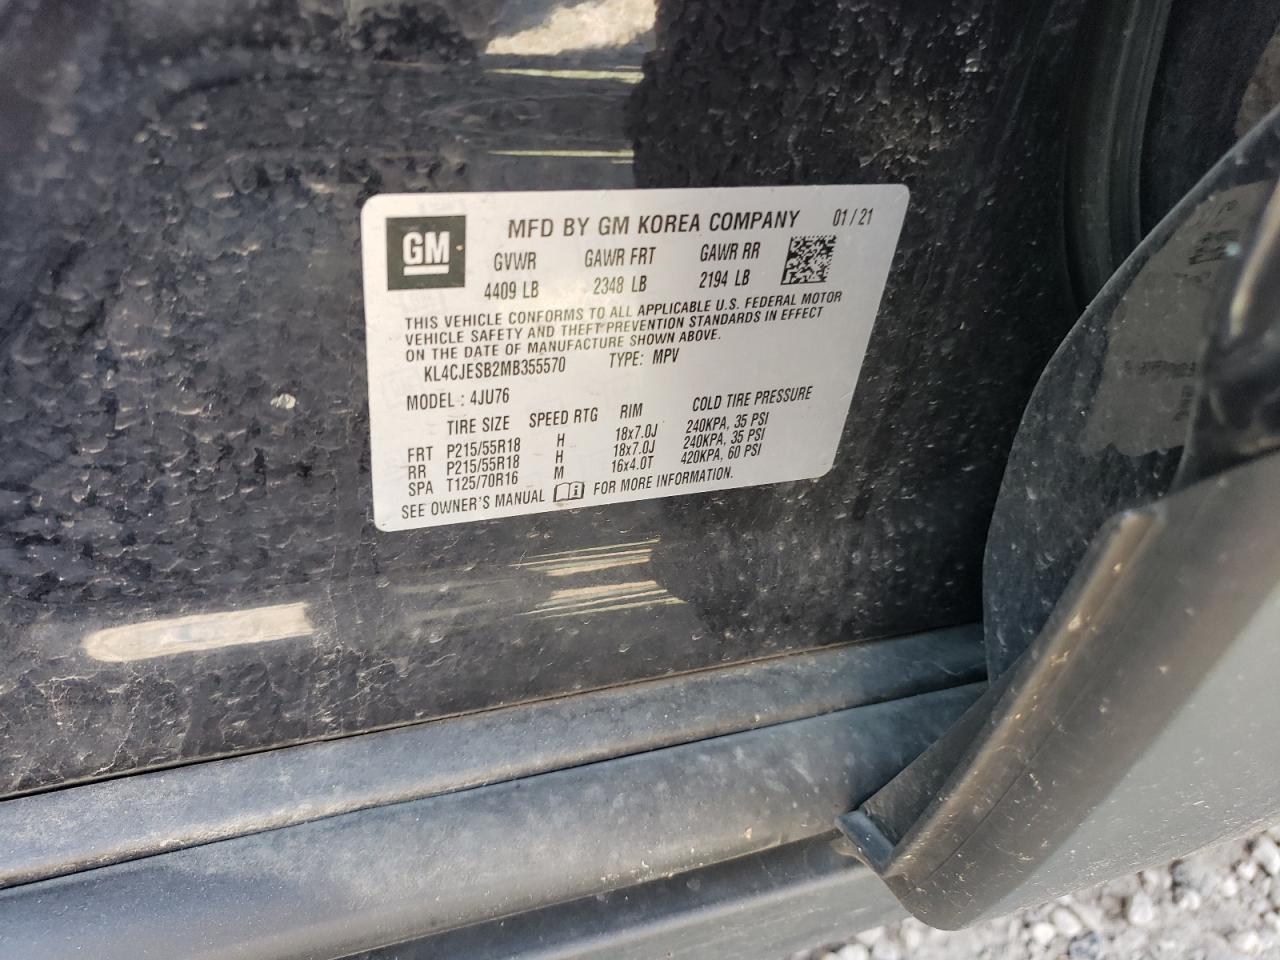 GM
MFD BY GM KOREA COMPANY 01/21
GVWR GAWR FRT GAWR RR
4409 LB 2348 LB 2194 LB
THIS VEHICLE CONFORMS TO ALL APPLICABLE U.S. FEDERAL MOTOR
VEHICLE SAFETY AND THEFT PREVENTION STANDARDS IN EFFECT
ON THE DATE OF MANUFACTURE SHOWN ABOVE.
KL4CJESB2MB355570 TYPE: MPV
MODEL : 4JU76
TIRE SIZE SPEED RTG RIM COLD TIRE PRESSURE
FRT P215/55R18 H 18x7.0J 240KPA, 35 PSI
RR P215/55R18 H 18x7.0J 240KPA, 35 PSI
SPA T125/70R16 M 16x4.0T 420KPA, 60 PSI
SEE OWNER'S MANUAL FOR MORE INFORMATION.